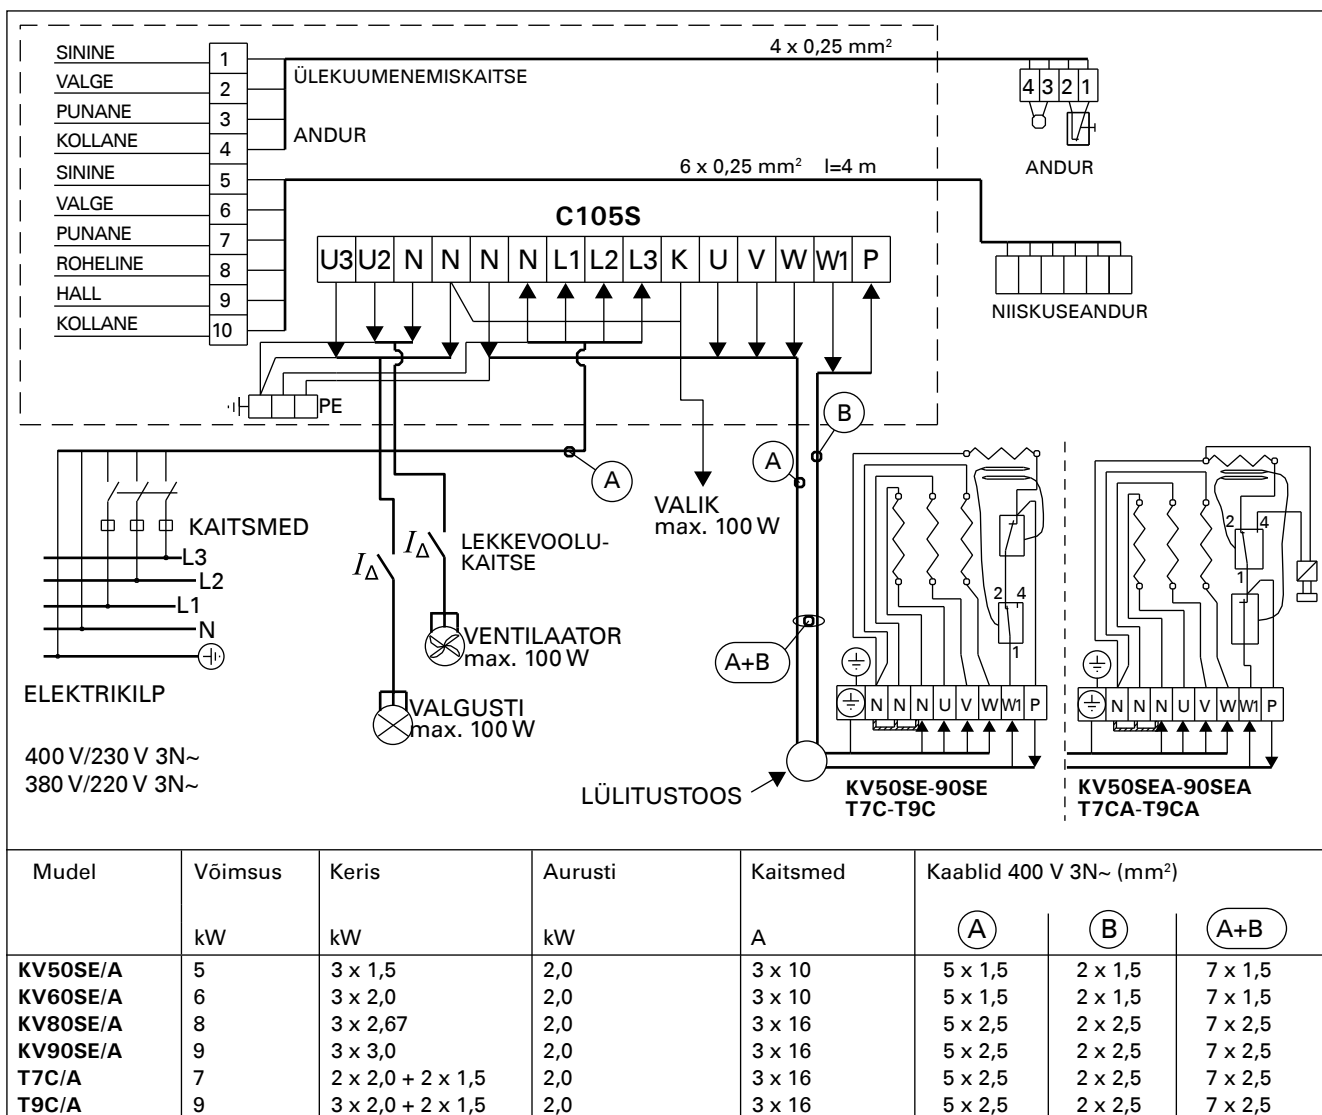 SININE 1
VALGE 2
PUNANE 3
KOLLANE 4
SININE 5
VALGE 6
PUNANE 7
ROHELINE 8
HALL 9
KOLLANE 10
ÜLEKUUMENEMISKAITSE
ANDUR
4 x 0,25 mm²
4 3 2 1
ANDUR
6 x 0,25 mm² l=4 m
NIISKUSEANDUR
C105S
U3 U2 N N N N L1 L2 L3 K U V W W1 P
PE
A
B
A
A+B
VALIK
max. 100 W
KAITSMED
L3
L2
L1
N
ELEKTRIKILP
400 V/230 V 3N~
380 V/220 V 3N~
I∆
I∆
LEKKEVOOLU-
KAITSE
VENTILAATOR
max. 100 W
VALGUSTI
max. 100 W
LÜLITUSTOOS
2 4
1
N N N U V W W1 P
KV50SE-90SE
T7C-T9C
2 4
1
N N N U V W W1 P
KV50SEA-90SEA
T7CA-T9CA
Mudel Võimsus Keris Aurusti Kaitsmed Kaablid 400 V 3N~ (mm²)
kW kW kW A A B A+B
KV50SE/A 5 3 x 1,5 2,0 3 x 10 5 x 1,5 2 x 1,5 7 x 1,5
KV60SE/A 6 3 x 2,0 2,0 3 x 10 5 x 1,5 2 x 1,5 7 x 1,5
KV80SE/A 8 3 x 2,67 2,0 3 x 16 5 x 2,5 2 x 2,5 7 x 2,5
KV90SE/A 9 3 x 3,0 2,0 3 x 16 5 x 2,5 2 x 2,5 7 x 2,5
T7C/A 7 2 x 2,0 + 2 x 1,5 2,0 3 x 16 5 x 2,5 2 x 2,5 7 x 2,5
T9C/A 9 3 x 2,0 + 2 x 1,5 2,0 3 x 16 5 x 2,5 2 x 2,5 7 x 2,5